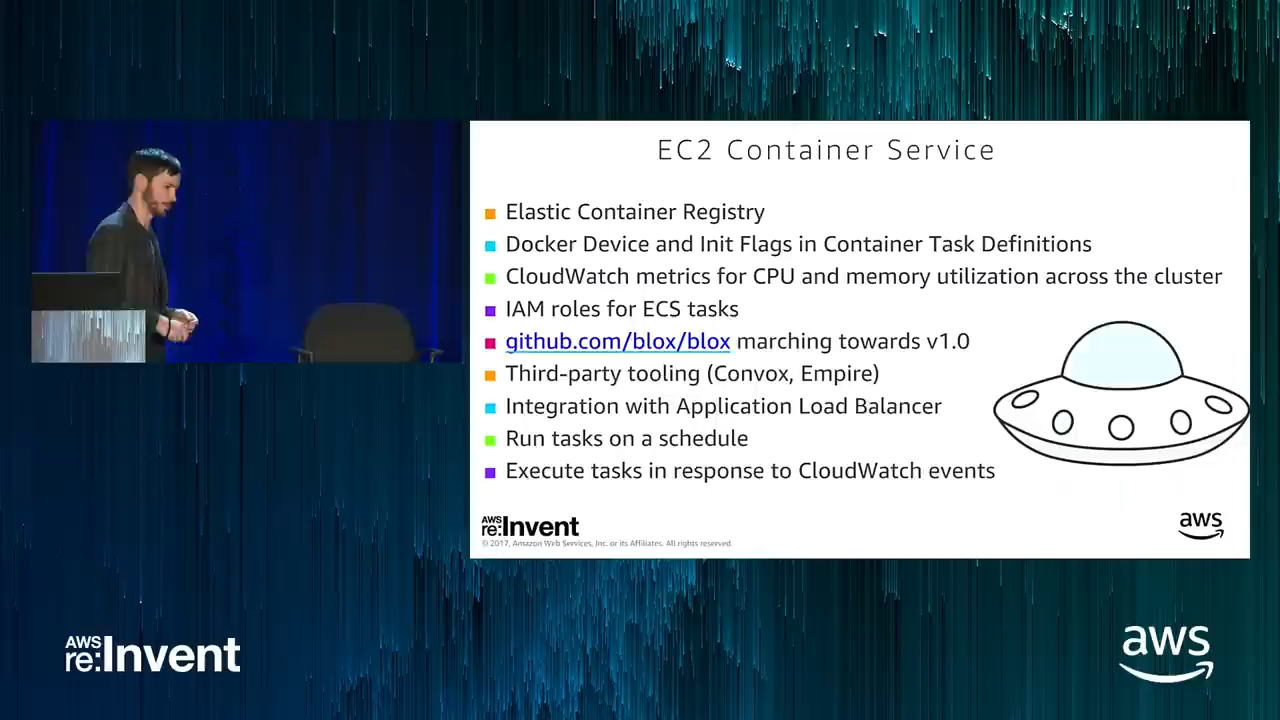 EC2 Container Service
Elastic Container Registry
Docker Device and Init Flags in Container Task Definitions
CloudWatch metrics for CPU and memory utilization across the cluster
IAM roles for ECS tasks
github.com/blox/blox marching towards v1.0
Third-party tooling (Convox, Empire)
Integration with Application Load Balancer
Run tasks on a schedule
Execute tasks in response to CloudWatch events
AWS
re:Invent
© 2017, Amazon Web Services, Inc. or its Affiliates. All rights reserved.
aws
AWS
re:Invent
aws